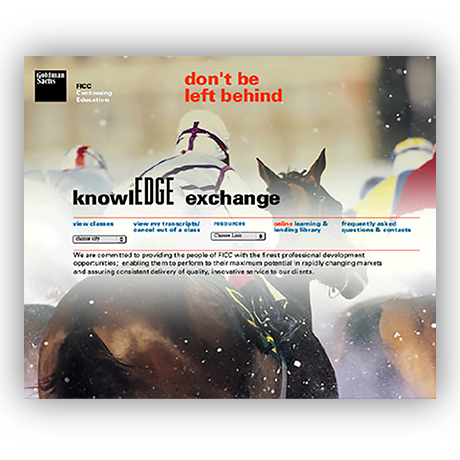 Goldman
Sachs
FICC
Continuing
Education
don't be
left behind
knowlEDGE exchange
view classes
view my transcripts/
cancel out of a class
RESOURCES
online learning &
lending library
frequently asked
questions & contacts
choose city
Choose Link
We are committed to providing the people of FICC with the finest professional development
opportunities; enabling them to perform to their maximum potential in rapidly changing markets
and assuring consistent delivery of quality, innovative service to our clients.